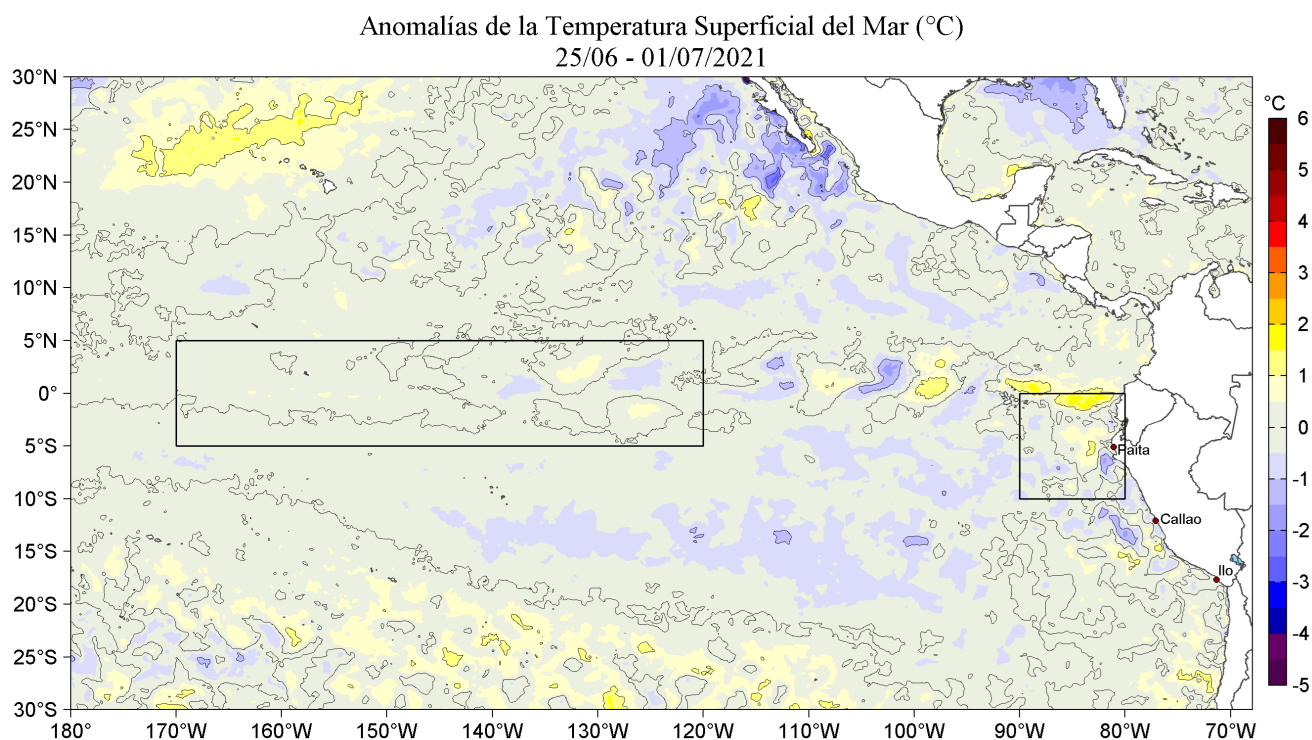 Anomalías de la Temperatura Superficial del Mar (°C)
25/06 - 01/07/2021
30°N
25°N
20°N
15°N
10°N
5°N
0°
5°S
10°S
15°S
20°S
25°S
30°S
180°
170°W
160°W
150°W
140°W
130°W
120°W
110°W
100°W
90°W
80°W
70°W
Paita
Callao
Ilo
°C
6
5
4
3
2
1
0
-1
-2
-3
-4
-5